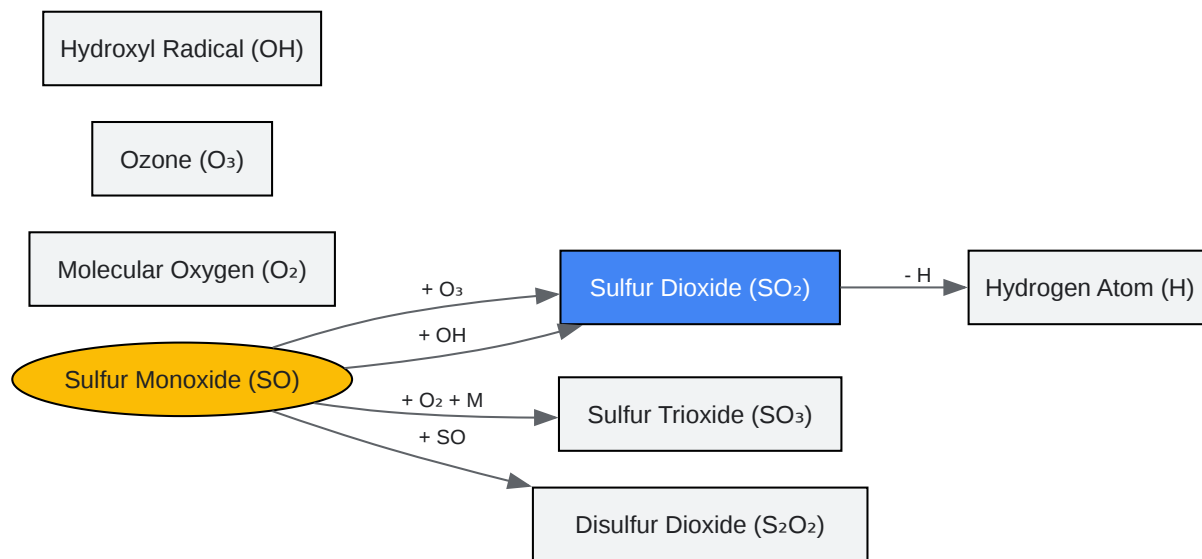 Hydroxyl Radical (OH)
Ozone (O₃)
Molecular Oxygen (O₂)
Sulfur Monoxide (SO)
+ O₃
+ OH
+ O₂ + M
+ SO
Sulfur Dioxide (SO₂)
- H
Hydrogen Atom (H)
Sulfur Trioxide (SO₃)
Disulfur Dioxide (S₂O₂)